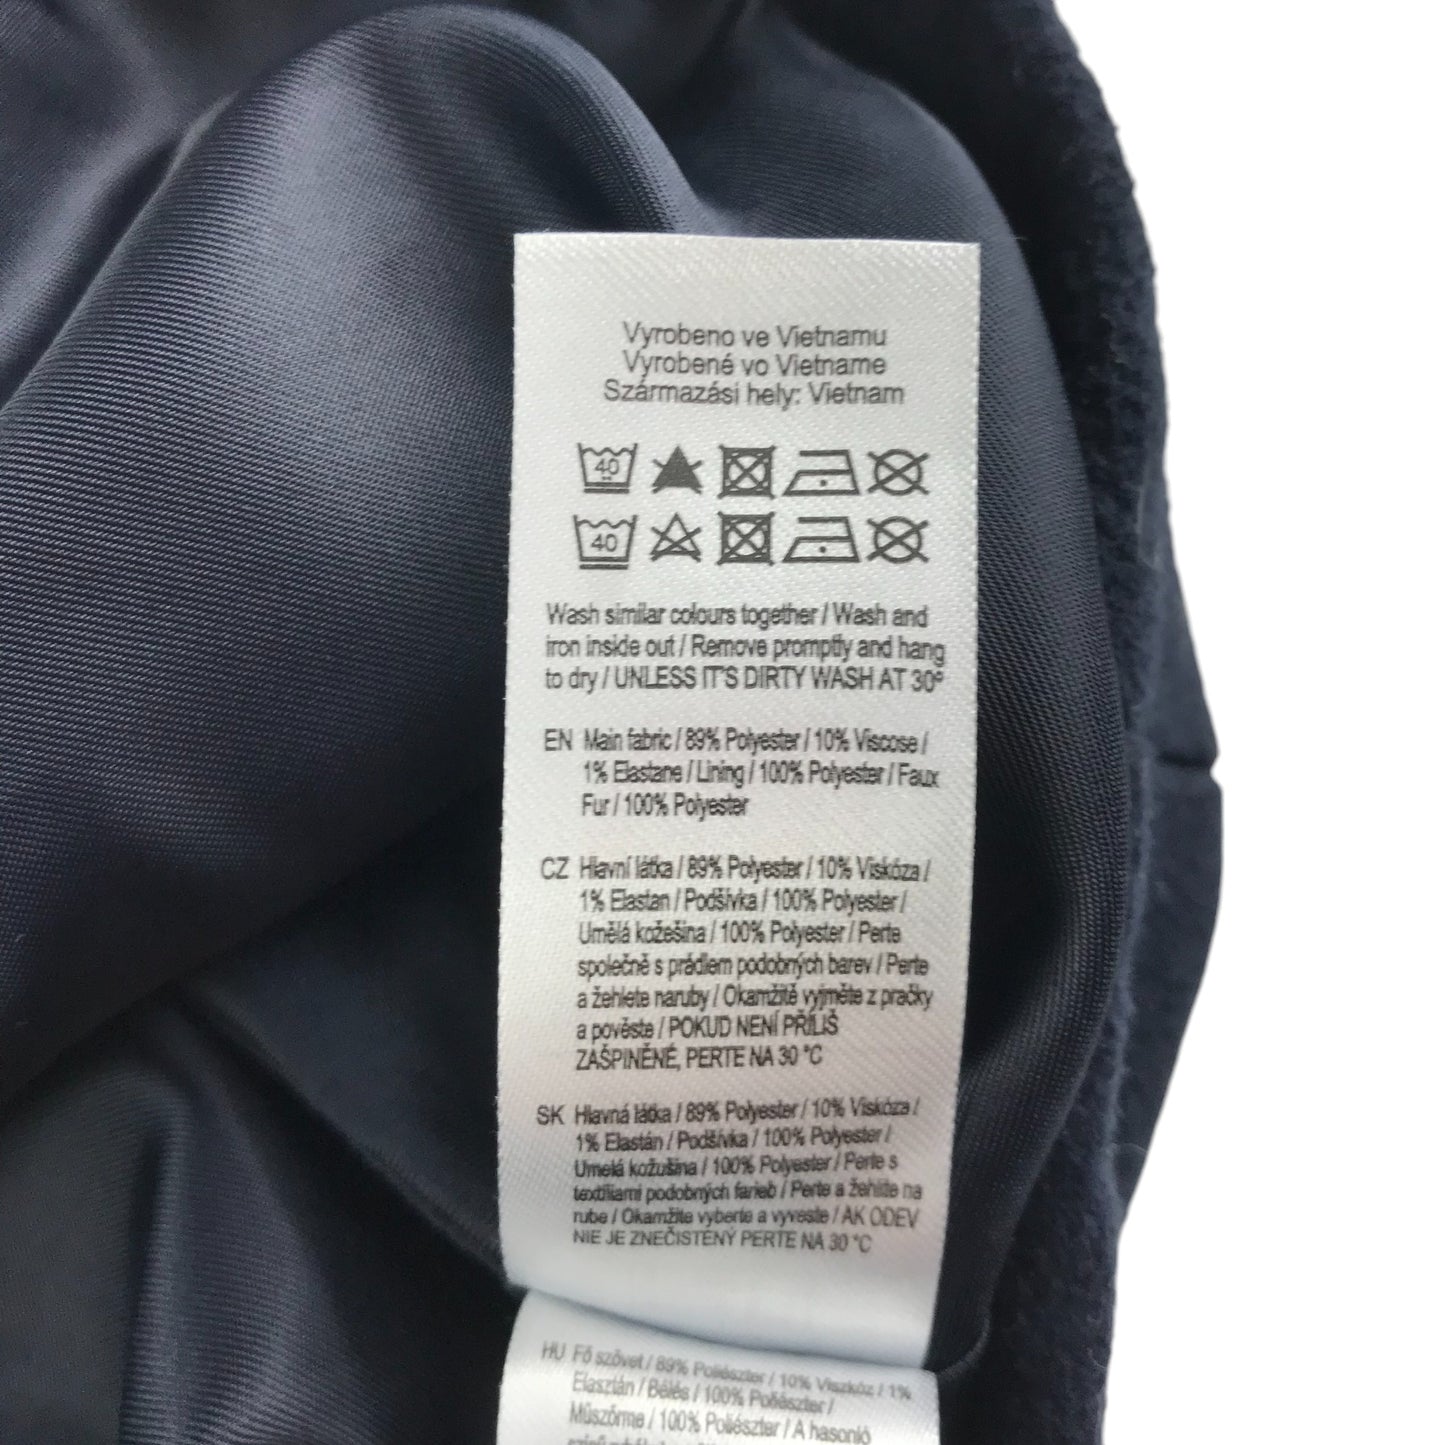 Vyrobeno ve Vietnamu
Vyrobené vo Vietname
Származási hely: Vietnam
40
40
Wash similar colours together / Wash and
iron inside out / Remove promptly and hang
to dry / UNLESS IT'S DIRTY WASH AT 30º
EN Main fabric / 89% Polyester / 10% Viscose /
1% Elastane / Lining / 100% Polyester / Faux
Fur / 100% Polyester
CZ Hlavní látka / 89% Polyester / 10% Viskóza /
1% Elastan / Podšívka / 100% Polyester /
Umělá kožešina / 100% Polyester / Perte
společně s prádlem podobných barev / Perte
a žehlete naruby / Okamžitě vyjměte z pračky
a pověste / POKUD NENÍ PŘÍLIŠ
ZAŠPINĚNÉ, PERTE NA 30 °C
SK Hlavná látka / 89% Polyester / 10% Viskóza /
1% Elastán / Podšívka / 100% Polyester /
Umelá kožušina / 100% Polyester / Perte s
textíliami podobných farieb / Perte a žehlite na
rube / Okamžite vyberte a vyveste / AK ODEV
NIE JE ZNEČISTENÝ PERTE NA 30 °C
HU Fő szövet / 89% Poliészter / 10% Viszkóz / 1%
Elasztán / Bélés / 100% Poliészter /
Műszőrme / 100% Poliészter / A hasonló